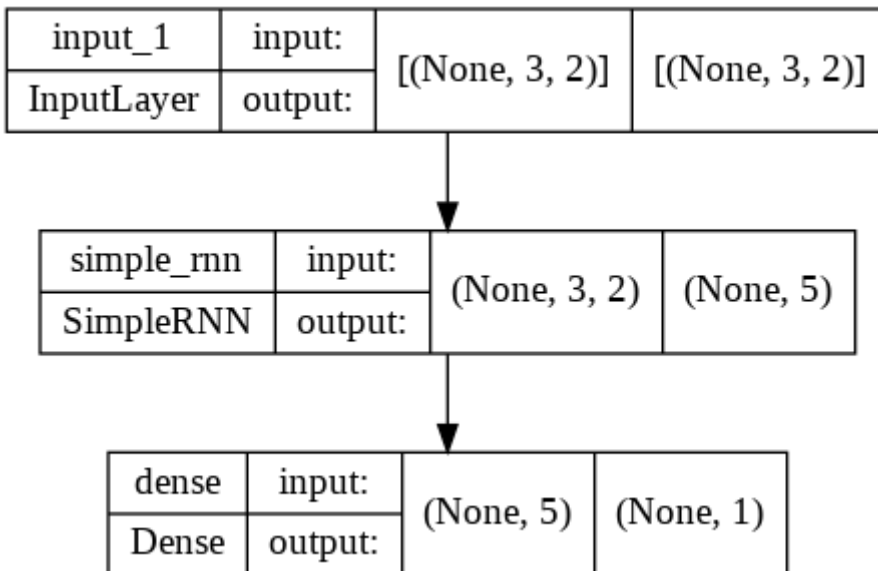 input_1 input: [(None, 3, 2)] [(None, 3, 2)]
InputLayer output:
simple_rnn input: (None, 3, 2) (None, 5)
SimpleRNN output:
dense input: (None, 5) (None, 1)
Dense output: